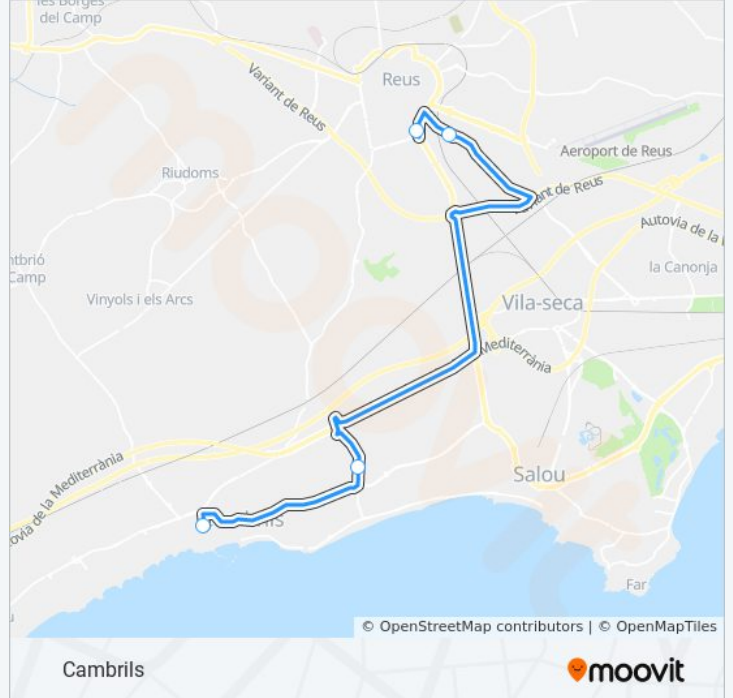 les Borges
del Camp
Reus
Variant de Reus
Aeroport de Reus
Riudoms
Variant de Reus
Autovia de la
ntbrió
Camp
la Canonja
Vinyols i els Arcs
Vila-seca
Mediterrània
Salou
ovia de la Mediterrània
Far
© OpenStreetMap contributors | © OpenMapTiles
Cambrils
moovit